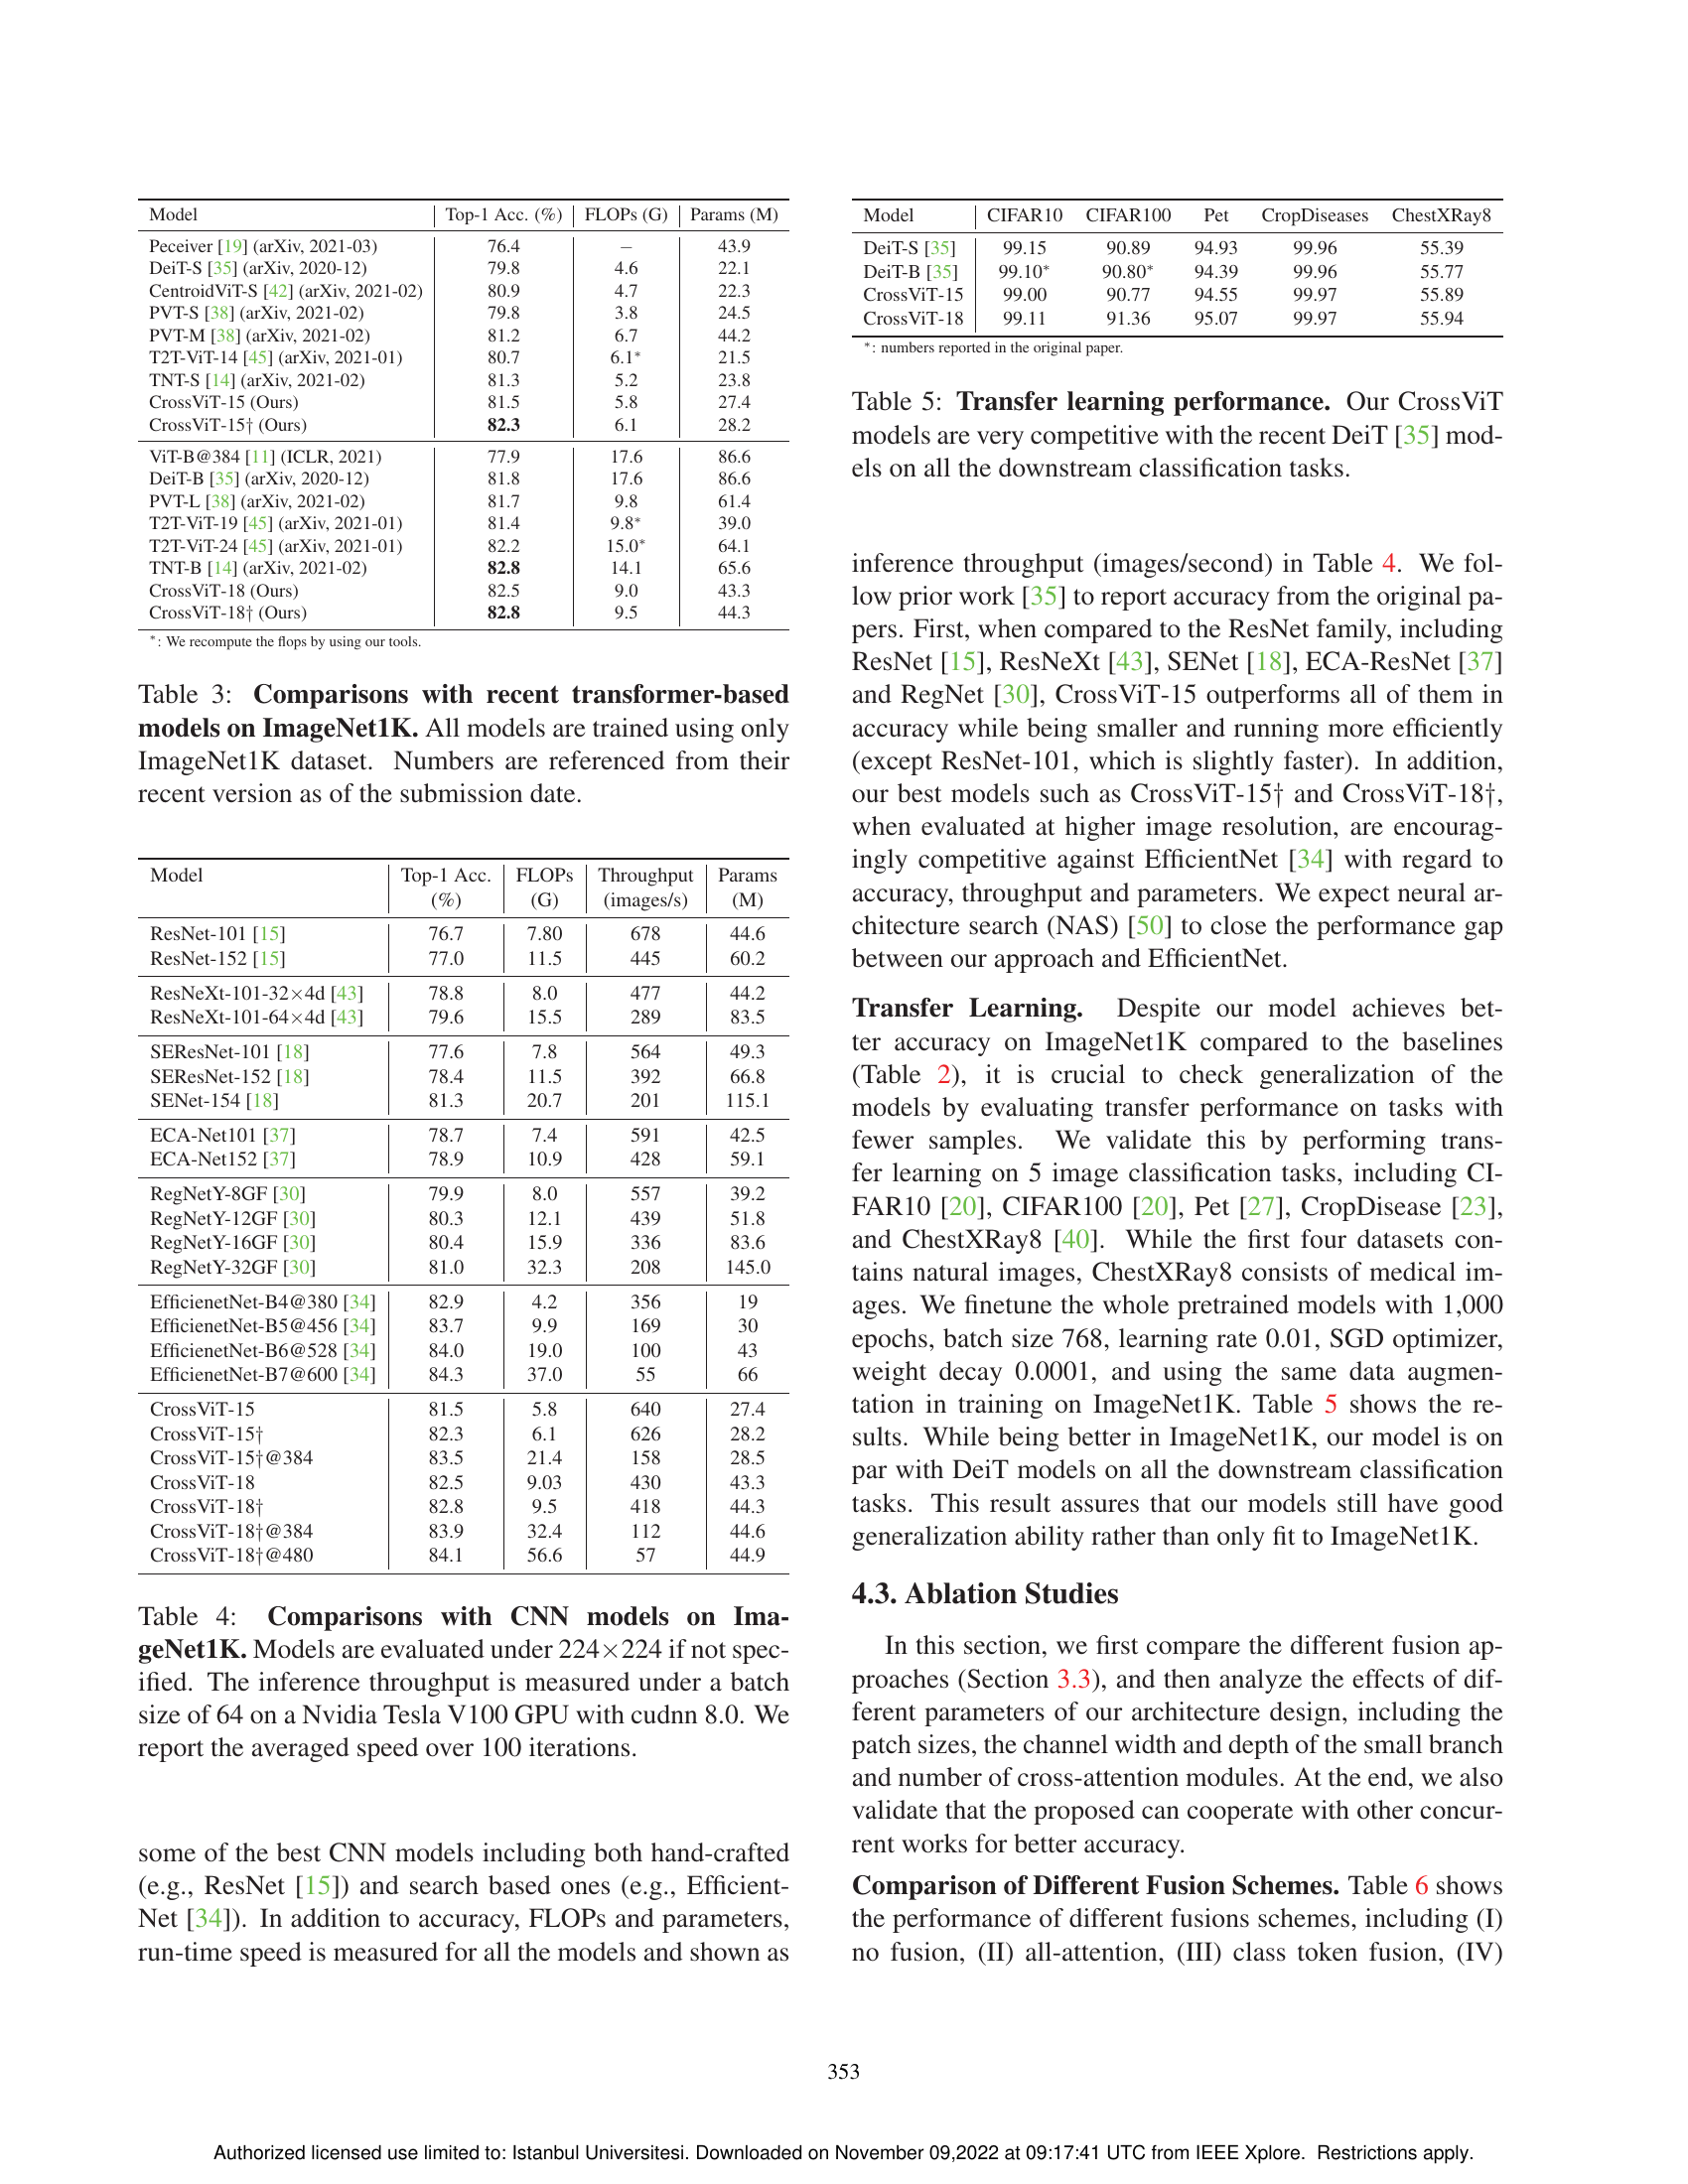 Model Top-1 Acc. (%) FLOPs (G) Params (M)
Peceiver [19] (arXiv, 2021-03) 76.4 – 43.9
DeiT-S [35] (arXiv, 2020-12) 79.8 4.6 22.1
CentroidViT-S [42] (arXiv, 2021-02) 80.9 4.7 22.3
PVT-S [38] (arXiv, 2021-02) 79.8 3.8 24.5
PVT-M [38] (arXiv, 2021-02) 81.2 6.7 44.2
T2T-ViT-14 [45] (arXiv, 2021-01) 80.7 6.1* 21.5
TNT-S [14] (arXiv, 2021-02) 81.3 5.2 23.8
CrossViT-15 (Ours) 81.5 5.8 27.4
CrossViT-15† (Ours) 82.3 6.1 28.2
ViT-B@384 [11] (ICLR, 2021) 77.9 17.6 86.6
DeiT-B [35] (arXiv, 2020-12) 81.8 17.6 86.6
PVT-L [38] (arXiv, 2021-02) 81.7 9.8 61.4
T2T-ViT-19 [45] (arXiv, 2021-01) 81.4 9.8* 39.0
T2T-ViT-24 [45] (arXiv, 2021-01) 82.2 15.0* 64.1
TNT-B [14] (arXiv, 2021-02) 82.8 14.1 65.6
CrossViT-18 (Ours) 82.5 9.0 43.3
CrossViT-18† (Ours) 82.8 9.5 44.3
*: We recompute the flops by using our tools.
Table 3: Comparisons with recent transformer-based
models on ImageNet1K. All models are trained using only
ImageNet1K dataset. Numbers are referenced from their
recent version as of the submission date.
Model Top-1 Acc. FLOPs Throughput Params
(%) (G) (images/s) (M)
ResNet-101 [15] 76.7 7.80 678 44.6
ResNet-152 [15] 77.0 11.5 445 60.2
ResNeXt-101-32×4d [43] 78.8 8.0 477 44.2
ResNeXt-101-64×4d [43] 79.6 15.5 289 83.5
SEResNet-101 [18] 77.6 7.8 564 49.3
SEResNet-152 [18] 78.4 11.5 392 66.8
SENet-154 [18] 81.3 20.7 201 115.1
ECA-Net101 [37] 78.7 7.4 591 42.5
ECA-Net152 [37] 78.9 10.9 428 59.1
RegNetY-8GF [30] 79.9 8.0 557 39.2
RegNetY-12GF [30] 80.3 12.1 439 51.8
RegNetY-16GF [30] 80.4 15.9 336 83.6
RegNetY-32GF [30] 81.0 32.3 208 145.0
EfficienetNet-B4@380 [34] 82.9 4.2 356 19
EfficienetNet-B5@456 [34] 83.7 9.9 169 30
EfficienetNet-B6@528 [34] 84.0 19.0 100 43
EfficienetNet-B7@600 [34] 84.3 37.0 55 66
CrossViT-15 81.5 5.8 640 27.4
CrossViT-15† 82.3 6.1 626 28.2
CrossViT-15†@384 83.5 21.4 158 28.5
CrossViT-18 82.5 9.03 430 43.3
CrossViT-18† 82.8 9.5 418 44.3
CrossViT-18†@384 83.9 32.4 112 44.6
CrossViT-18†@480 84.1 56.6 57 44.9
Table 4: Comparisons with CNN models on Ima-
geNet1K. Models are evaluated under 224×224 if not spec-
ified. The inference throughput is measured under a batch
size of 64 on a Nvidia Tesla V100 GPU with cudnn 8.0. We
report the averaged speed over 100 iterations.
some of the best CNN models including both hand-crafted
(e.g., ResNet [15]) and search based ones (e.g., Efficient-
Net [34]). In addition to accuracy, FLOPs and parameters,
run-time speed is measured for all the models and shown as
Model CIFAR10 CIFAR100 Pet CropDiseases ChestXRay8
DeiT-S [35] 99.15 90.89 94.93 99.96 55.39
DeiT-B [35] 99.10* 90.80* 94.39 99.96 55.77
CrossViT-15 99.00 90.77 94.55 99.97 55.89
CrossViT-18 99.11 91.36 95.07 99.97 55.94
*: numbers reported in the original paper.
Table 5: Transfer learning performance. Our CrossViT
models are very competitive with the recent DeiT [35] mod-
els on all the downstream classification tasks.
inference throughput (images/second) in Table 4. We fol-
low prior work [35] to report accuracy from the original pa-
pers. First, when compared to the ResNet family, including
ResNet [15], ResNeXt [43], SENet [18], ECA-ResNet [37]
and RegNet [30], CrossViT-15 outperforms all of them in
accuracy while being smaller and running more efficiently
(except ResNet-101, which is slightly faster). In addition,
our best models such as CrossViT-15† and CrossViT-18†,
when evaluated at higher image resolution, are encourag-
ingly competitive against EfficientNet [34] with regard to
accuracy, throughput and parameters. We expect neural ar-
chitecture search (NAS) [50] to close the performance gap
between our approach and EfficientNet.
Transfer Learning. Despite our model achieves bet-
ter accuracy on ImageNet1K compared to the baselines
(Table 2), it is crucial to check generalization of the
models by evaluating transfer performance on tasks with
fewer samples. We validate this by performing trans-
fer learning on 5 image classification tasks, including CI-
FAR10 [20], CIFAR100 [20], Pet [27], CropDisease [23],
and ChestXRay8 [40]. While the first four datasets con-
tains natural images, ChestXRay8 consists of medical im-
ages. We finetune the whole pretrained models with 1,000
epochs, batch size 768, learning rate 0.01, SGD optimizer,
weight decay 0.0001, and using the same data augmen-
tation in training on ImageNet1K. Table 5 shows the re-
sults. While being better in ImageNet1K, our model is on
par with DeiT models on all the downstream classification
tasks. This result assures that our models still have good
generalization ability rather than only fit to ImageNet1K.
4.3. Ablation Studies
In this section, we first compare the different fusion ap-
proaches (Section 3.3), and then analyze the effects of dif-
ferent parameters of our architecture design, including the
patch sizes, the channel width and depth of the small branch
and number of cross-attention modules. At the end, we also
validate that the proposed can cooperate with other concur-
rent works for better accuracy.
Comparison of Different Fusion Schemes. Table 6 shows
the performance of different fusions schemes, including (I)
no fusion, (II) all-attention, (III) class token fusion, (IV)
353
Authorized licensed use limited to: Istanbul Universitesi. Downloaded on November 09,2022 at 09:17:41 UTC from IEEE Xplore. Restrictions apply.